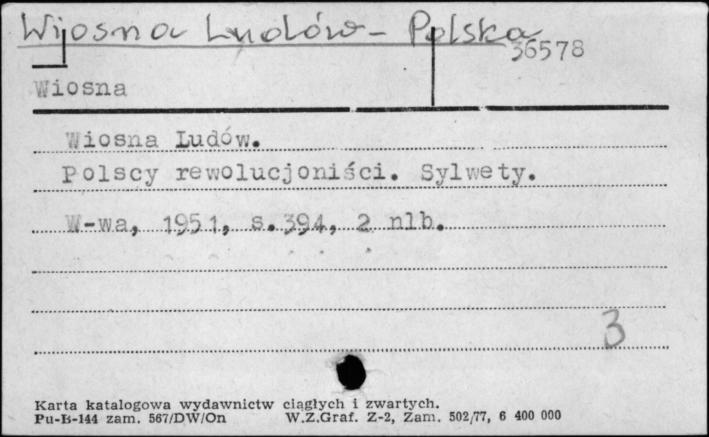 Wiosna Ludów - Polska
36578
Wiosna
Wiosna Ludów.
Polscy rewolucjoniści. Sylwety.
W-wa, 1951, s.394, 2 nlb.
3
Karta katalogowa wydawnictw ciągłych i zwartych.
Pu-B-144 zam. 567/DW/On W.Z.Graf. Z-2, Zam. 502/77, 6 400 000